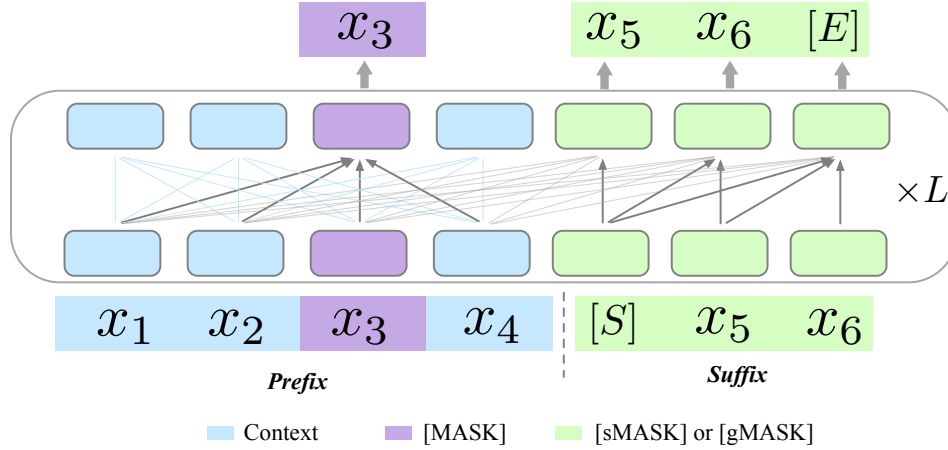 x3 x5 x6 [E]
×L
x1 x2 x3 x4 [S] x5 x6
Prefix Suffix
Context [MASK] [sMASK] or [gMASK]